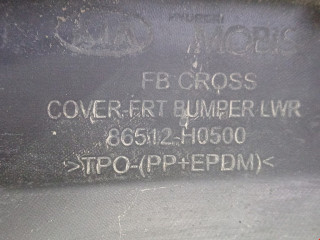 MOBIS
FB CROSS
COVER-FRT BUMPER LWR
86512-H0500
>TPO-(PP+EPDM)<